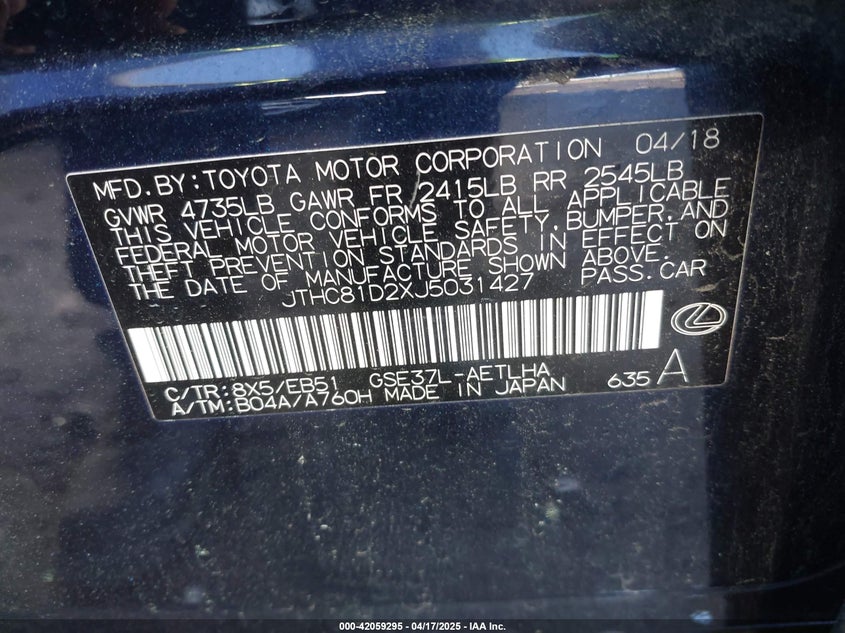 MFD.BY:TOYOTA MOTOR CORPORATION 04/18
GVWR 4735LB GAWR FR 2415LB RR 2545LB
THIS VEHICLE CONFORMS TO ALL APPLICABLE
FEDERAL MOTOR VEHICLE SAFETY,BUMPER,AND
THEFT PREVENTION STANDARDS IN EFFECT ON
THE DATE OF MANUFACTURE SHOWN ABOVE.
JTHC81D2XJ5031427 PASS.CAR
C/TR:8X5/EB51 GSE37L-AETLHA
A/TM:B04A/A760H MADE IN JAPAN 635 A
000-42059295 - 04/17/2025 - IAA Inc.